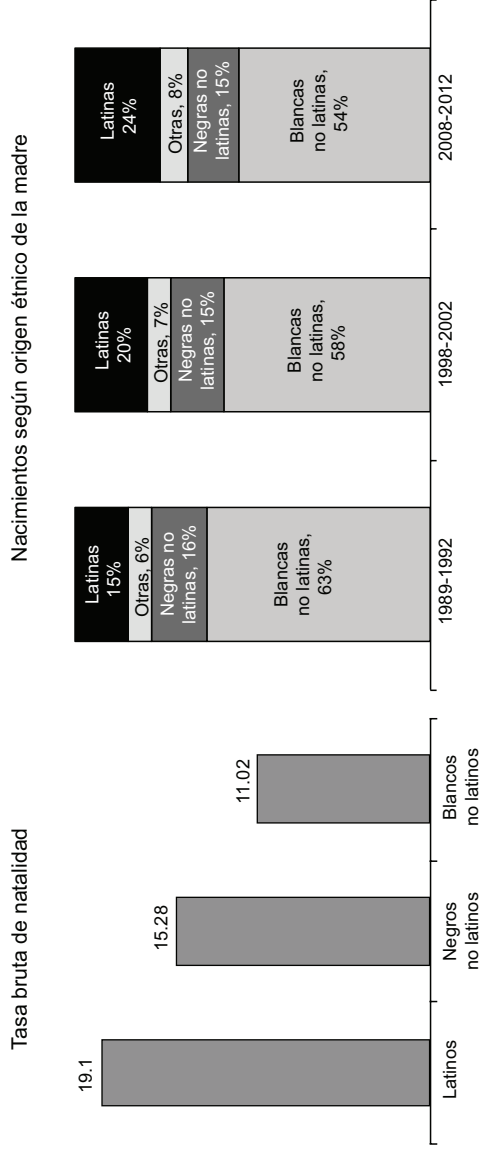 Tasa bruta de natalidad
19.1
15.28
11.02
Latinos
Negros
no latinos
Blancos
no latinos
Nacimientos según origen étnico de la madre
Latinas
15%
Otras, 6%
Negras no
latinas, 16%
Blancas
no latinas,
63%
1989-1992
Latinas
20%
Otras, 7%
Negras no
latinas, 15%
Blancas
no latinas,
58%
1998-2002
Latinas
24%
Otras, 8%
Negras no
latinas, 15%
Blancas
no latinas,
54%
2008-2012